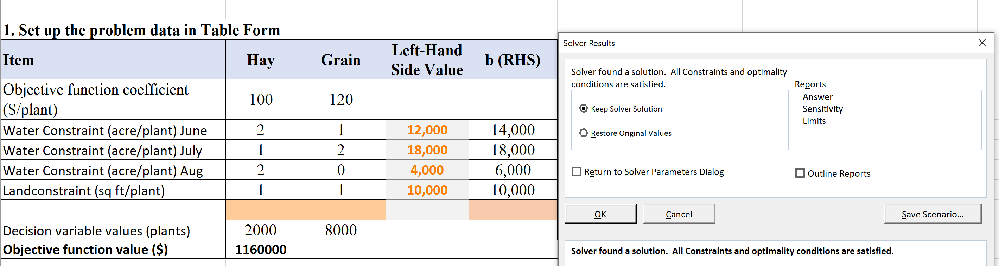 1. Set up the problem data in Table Form
Item Hay Grain Left-Hand Side Value b (RHS)
Objective function coefficient ($/plant) 100 120
Water Constraint (acre/plant) June 2 1 12,000 14,000
Water Constraint (acre/plant) July 1 2 18,000 18,000
Water Constraint (acre/plant) Aug 2 0 4,000 6,000
Landconstraint (sq ft/plant) 1 1 10,000 10,000
Decision variable values (plants) 2000 8000
Objective function value ($) 1160000
Solver Results
Solver found a solution. All Constraints and optimality
conditions are satisfied.
Keep Solver Solution
Restore Original Values
Reports
Answer
Sensitivity
Limits
Return to Solver Parameters Dialog
Outline Reports
OK Cancel Save Scenario...
Solver found a solution. All Constraints and optimality conditions are satisfied.